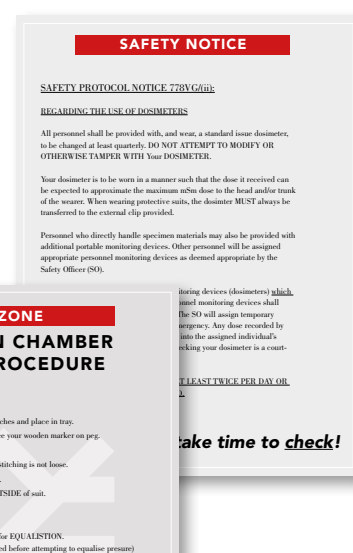 SAFETY NOTICE
SAFETY PROTOCOL NOTICE 778VG/(ii):
REGARDING THE USE OF DOSIMETERS
All personnel shall be provided with, and wear, a standard issue dosimeter,
to be changed at least quarterly. DO NOT ATTEMPT TO MODIFY OR
OTHERWISE TAMPER WITH Your DOSIMETER.
Your dosimeter is to be worn in a manner such that the dose it received can
be expected to approximate the maximum mSm dose to the head and/or trunk
of the wearer. When wearing protective suits, the dosimter MUST always be
transferred to the external clip provided.
Personnel who directly handle specimen materials may also be provided with
additional portable monitoring devices. Other personnel will be assigned
appropriate personnel monitoring devices as deemed appropriate by the
Safety Officer (SO).
itoring devices (dosimeters) which
onnel monitoring devices shall
The SO will assign temporary
mergency. Any dose recorded by
into the assigned individual's
ecking your dosimeter is a court-
T LEAST TWICE PER DAY OR
take time to check!
ZONE
N CHAMBER
ROCEDURE
ches and place in tray.
ce your wooden marker on peg.
stitching is not loose.
TSIDE of suit.
for EQUALISTION.
ed before attempting to equalise presure)